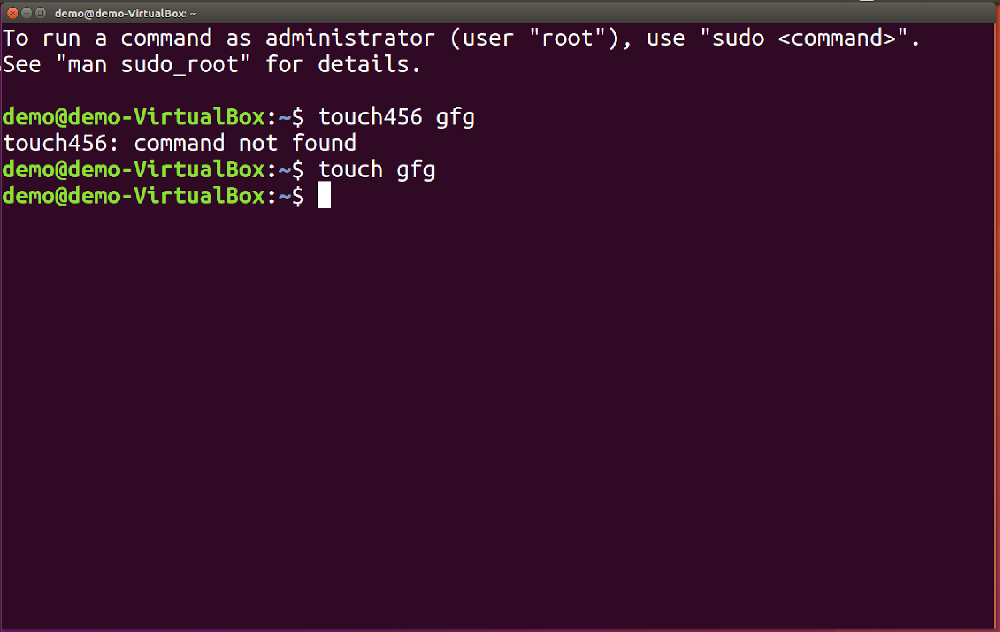 demo@demo-VirtualBox: ~
To run a command as administrator (user "root"), use "sudo <command>".
See "man sudo_root" for details.
demo@demo-VirtualBox:~$ touch456 gfg
touch456: command not found
demo@demo-VirtualBox:~$ touch gfg
demo@demo-VirtualBox:~$